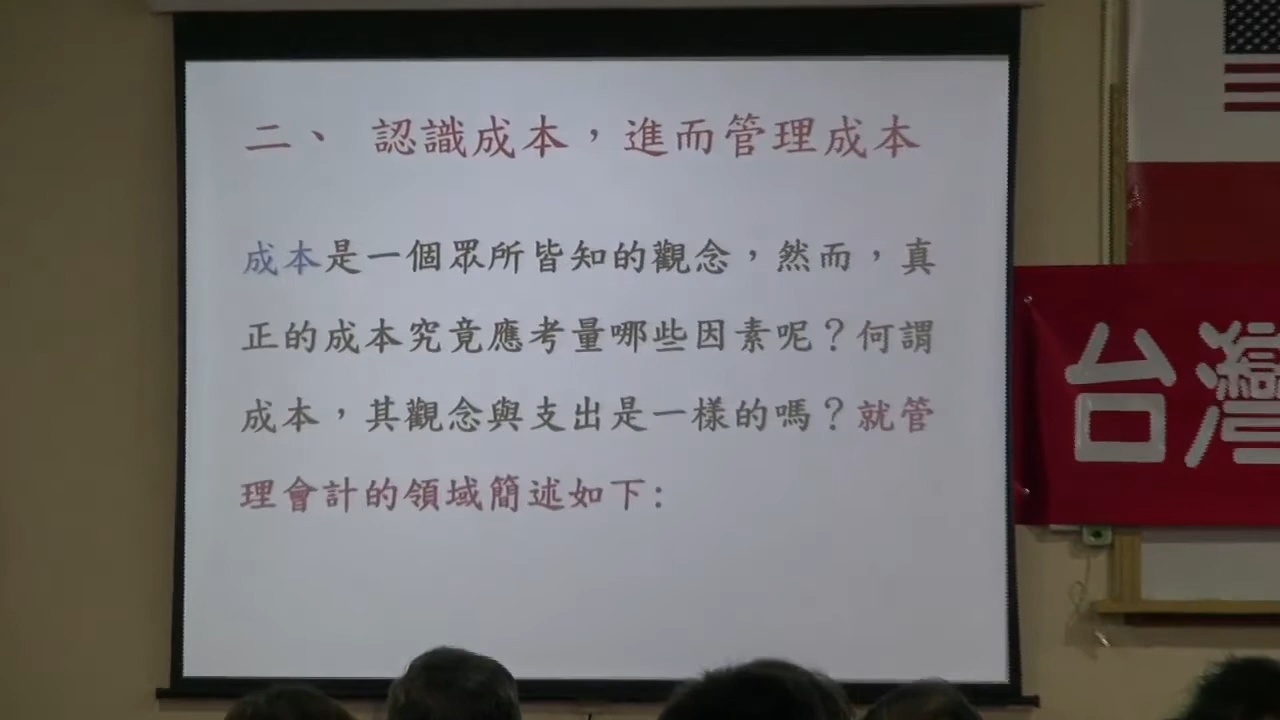 二、 認識成本，進而管理成本
成本是一個眾所皆知的觀念，然而，真
正的成本究竟應考量哪些因素呢？何謂
成本，其觀念與支出是一樣的嗎？就管
理會計的領域簡述如下:
台灣